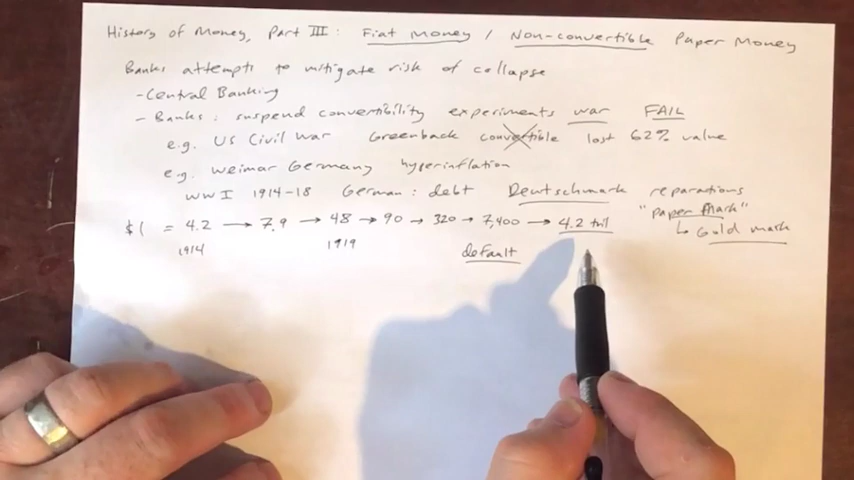 History of Money, Part III: Fiat Money / Non-convertible Paper Money
Banks attempts to mitigate risk of collapse
- Central Banking
- Banks: suspend convertibility experiments war FAIL
e.g. US Civil War Greenback convertible lost 62% value
e.g. Weimar Germany hyperinflation
WWI 1914-18 German: debt Deutschmark reparations
"paper Mark"
$1 = 4.2 → 7.9 → 48 → 90 → 320 → 7,400 → 4.2 tril
↳ Gold mark
1914 1919 default